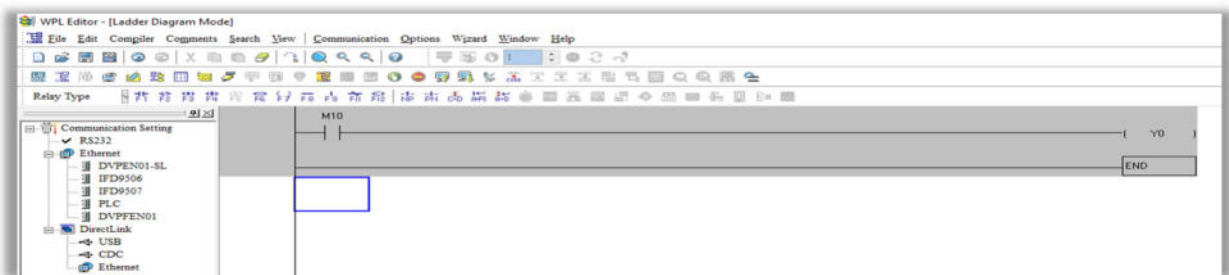 WPL Editor - [Ladder Diagram Mode]
File Edit Compiler Comments Search View Communication Options Wizard Window Help
1
Relay Type
M10
Y0
END
Communication Setting
RS232
Ethernet
DVPEN01-SL
IFD9506
IFD9507
PLC
DVPFEN01
DirectLink
USB
CDC
Ethernet